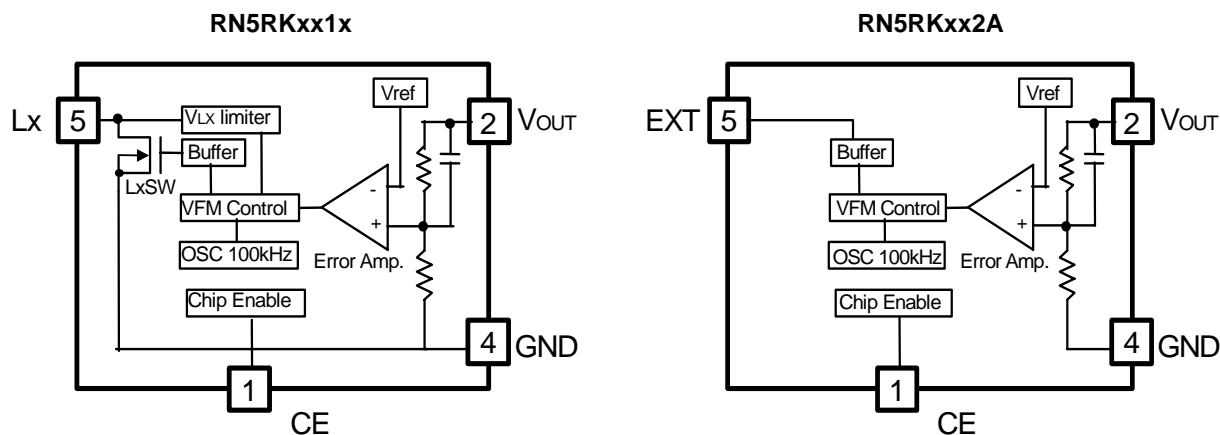 RN5RKxx1x
Lx
5
VLX limiter
Vref
2
VOUT
Buffer
LxSW
VFM Control
-
+
OSC 100kHz
Error Amp.
Chip Enable
4
GND
1
CE
RN5RKxx2A
EXT
5
Vref
2
VOUT
Buffer
VFM Control
-
+
OSC 100kHz
Error Amp.
Chip Enable
4
GND
1
CE